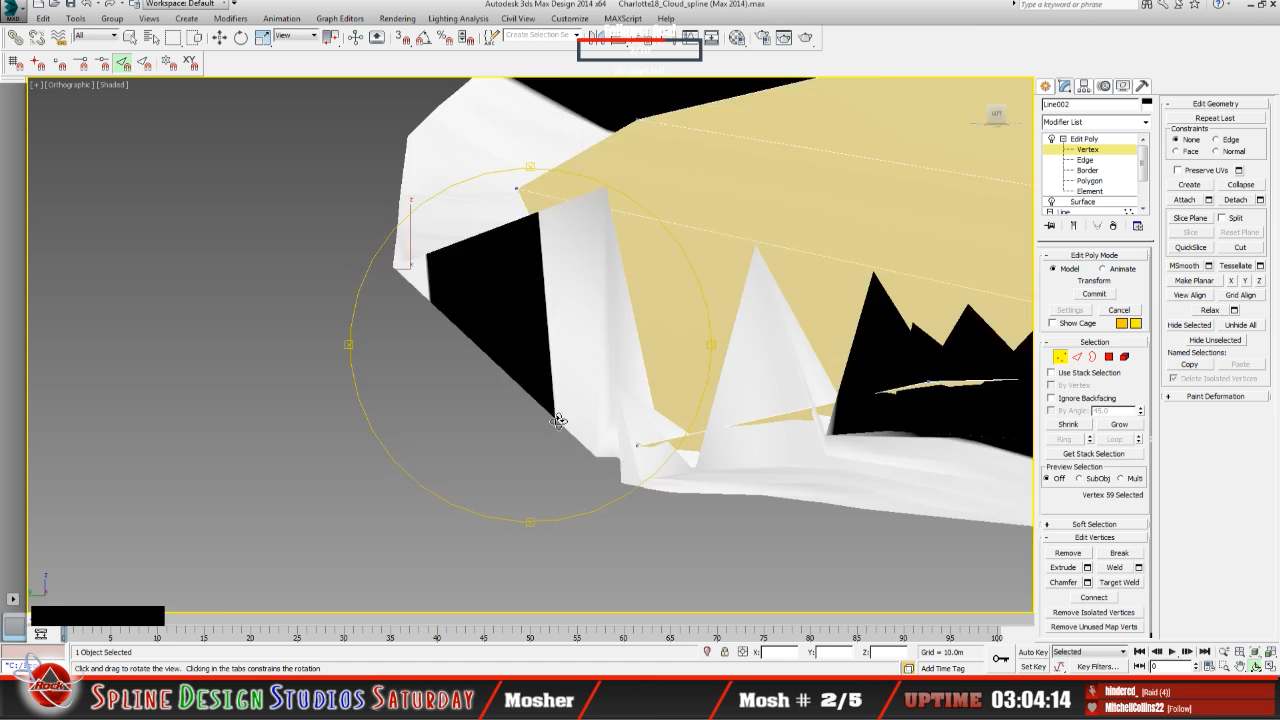 Autodesk 3ds Max Design 2014 x64 Charlotte18_Cloud_spline (Max 2014).max
Workspace: Default
Type a keyword or phrase
MXD
Edit Tools Group Views Create Modifiers Animation Graph Editors Rendering Lighting Analysis Civil View Customize MAXScript Help
All View Create Selection Se
XY
[+] [Orthographic] [Shaded]
LEFT
Line002
Modifier List
Edit Poly
Vertex
Edge
Border
Polygon
Element
Surface
Line
Edit Poly Mode
Model Animate
Transform
Commit
Settings Cancel
Show Cage
Selection
Use Stack Selection
By Vertex
Ignore Backfacing
By Angle: 45.0
Shrink Grow
Ring Loop
Get Stack Selection
Preview Selection
Off SubObj Multi
Vertex 59 Selected
Soft Selection
Edit Vertices
Remove Break
Extrude Weld
Chamfer Target Weld
Connect
Remove Isolated Vertices
Remove Unused Map Verts
Edit Geometry
Repeat Last
Constraints
None Edge
Face Normal
Preserve UVs
Create Collapse
Attach Detach
Slice Plane Split
Slice Reset Plane
QuickSlice Cut
MSmooth Tessellate
Make Planar X Y Z
View Align Grid Align
Relax
Hide Selected Unhide All
Hide Unselected
Named Selections:
Copy Paste
Delete Isolated Vertices
Paint Deformation
z
z
0 5 10 15 20 25 30 35 40 45 50 55 60 65 70 75 80 85 90 95 100
1 Object Selected X: Y: Z: Grid = 10.0m Auto Key Selected
Click and drag to rotate the view. Clicking in the tabs constrains the rotation Add Time Tag Set Key Key Filters... 0
Spline Design Studios Saturday Mosher Mosh # 2/5 UPTIME 03:04:14
hindered_ [Raid (4)]
MitchellCollins22 [Follow]